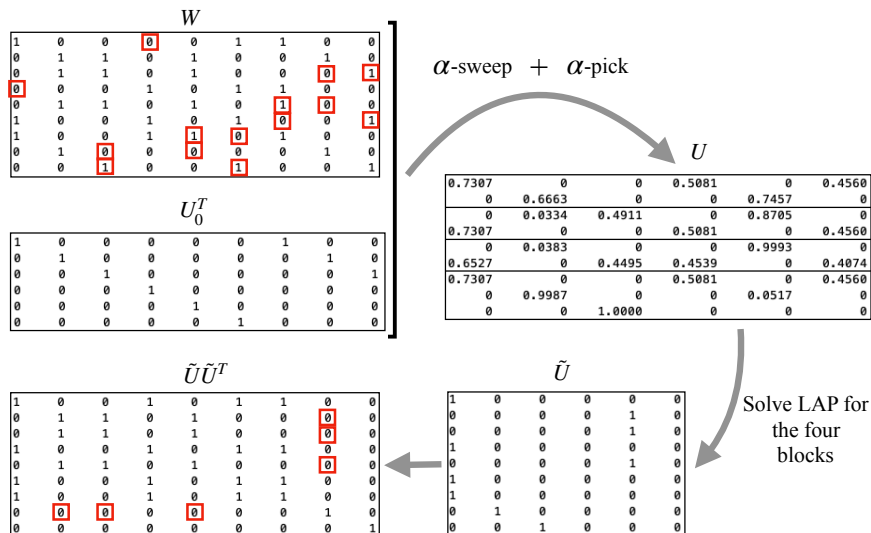 W
1 0 0 0 0 1 1 0 0
0 1 1 0 1 0 0 1 0
0 1 1 0 1 0 0 0 1
0 0 0 1 0 1 1 0 0
0 1 1 0 1 0 1 0 0
1 0 0 1 0 1 0 0 1
1 0 0 1 1 0 1 0 0
0 1 0 0 0 0 0 1 0
0 0 1 0 0 1 0 0 1
α-sweep + α-pick
U₀ᵀ
1 0 0 0 0 0 1 0 0
0 1 0 0 0 0 0 1 0
0 0 1 0 0 0 0 0 1
0 0 0 1 0 0 0 0 0
0 0 0 0 1 0 0 0 0
0 0 0 0 0 1 0 0 0
U
0.7307 0 0 0.5081 0 0.4560
0 0.6663 0 0 0.7457 0
0 0.0334 0.4911 0 0.8705 0
0.7307 0 0 0.5081 0 0.4560
0 0.0383 0 0 0.9993 0
0.6527 0 0.4495 0.4539 0 0.4074
0.7307 0 0 0.5081 0 0.4560
0 0.9987 0 0 0.0517 0
0 0 1.0000 0 0 0
Solve LAP for
the four
blocks
Ũ
1 0 0 0 0 0
0 0 0 0 1 0
0 0 0 0 1 0
1 0 0 0 0 0
0 0 0 0 1 0
1 0 0 0 0 0
1 0 0 0 0 0
0 1 0 0 0 0
0 0 1 0 0 0
ŨŨᵀ
1 0 0 1 0 1 1 0 0
0 1 1 0 1 0 0 0 0
0 1 1 0 1 0 0 0 0
1 0 0 1 0 1 1 0 0
0 1 1 0 1 0 0 0 0
1 0 0 1 0 1 1 0 0
1 0 0 1 0 1 1 0 0
0 0 0 0 0 0 0 1 0
0 0 0 0 0 0 0 0 1